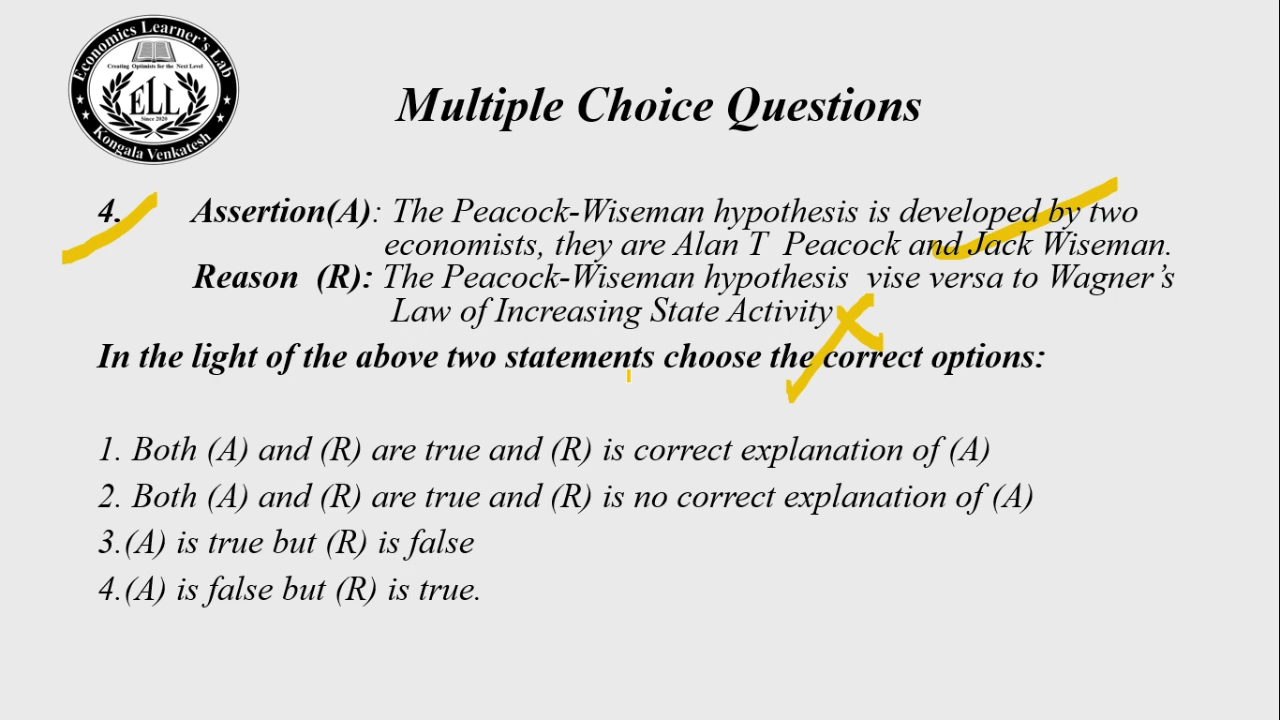 Economics Learner's Lab
Creating Optimists for the Next Level
ELL
Since 2020
Kongala Venkatesh
Multiple Choice Questions
4. Assertion(A): The Peacock-Wiseman hypothesis is developed by two
economists, they are Alan T Peacock and Jack Wiseman.
Reason (R): The Peacock-Wiseman hypothesis vise versa to Wagner's
Law of Increasing State Activity
In the light of the above two statements choose the correct options:
1. Both (A) and (R) are true and (R) is correct explanation of (A)
2. Both (A) and (R) are true and (R) is no correct explanation of (A)
3.(A) is true but (R) is false
4.(A) is false but (R) is true.